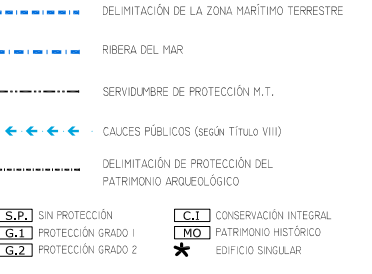 DELIMITACIÓN DE LA ZONA MARÍTIMO TERRESTRE
RIBERA DEL MAR
SERVIDUMBRE DE PROTECCIÓN M.T.
CAUCES PÚBLICOS (SEGÚN TÍTULO VIII)
DELIMITACIÓN DE PROTECCIÓN DEL
PATRIMONIO ARQUEOLÓGICO
S.P. SIN PROTECCIÓN
G.1 PROTECCIÓN GRADO I
G.2 PROTECCIÓN GRADO 2
C.I CONSERVACIÓN INTEGRAL
MO PATRIMONIO HISTÓRICO
EDIFICIO SINGULAR